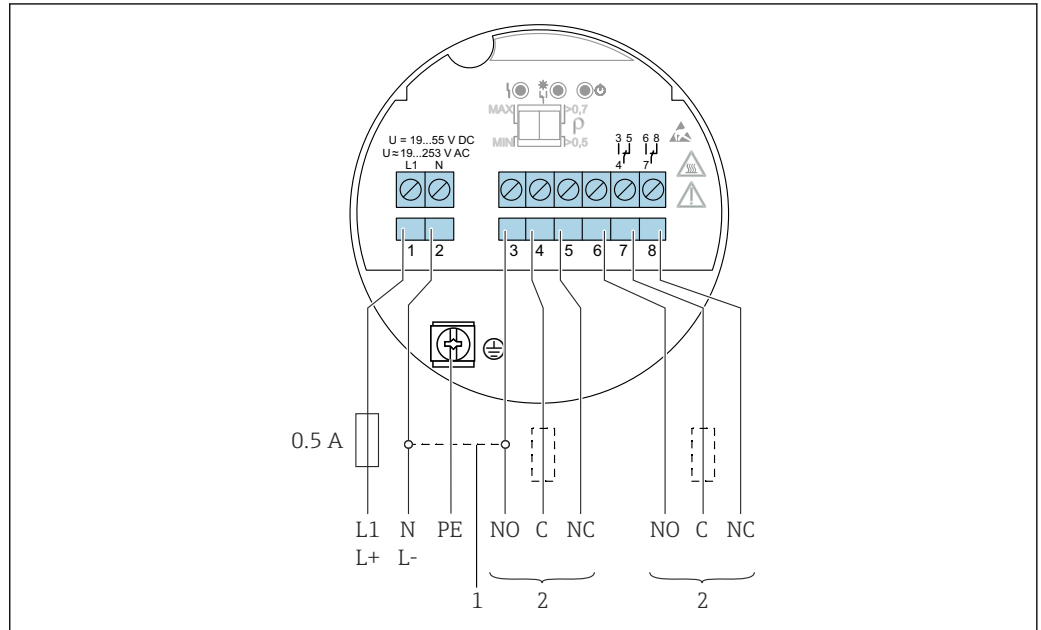 MAX >0,7
ρ
MIN >0,5
U = 19...55 V DC
U≈19...253 V AC
L1 N
3 5 6 8
4 7
1 2 3 4 5 6 7 8
0.5 A
L1 N PE NO C NC NO C NC
L+ L-
1 2 2